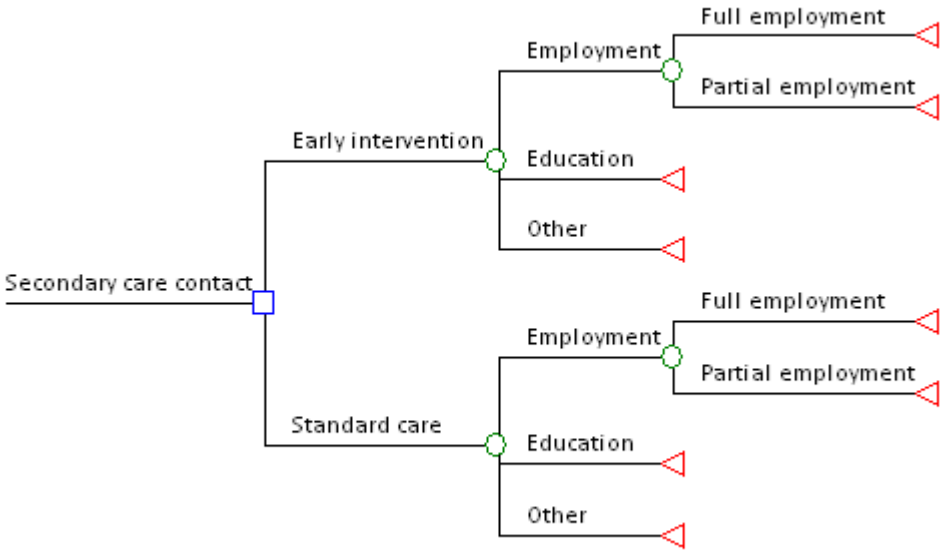 Full employment
Employment
Partial employment
Early intervention
Education
Other
Secondary care contact
Full employment
Employment
Partial employment
Standard care
Education
Other